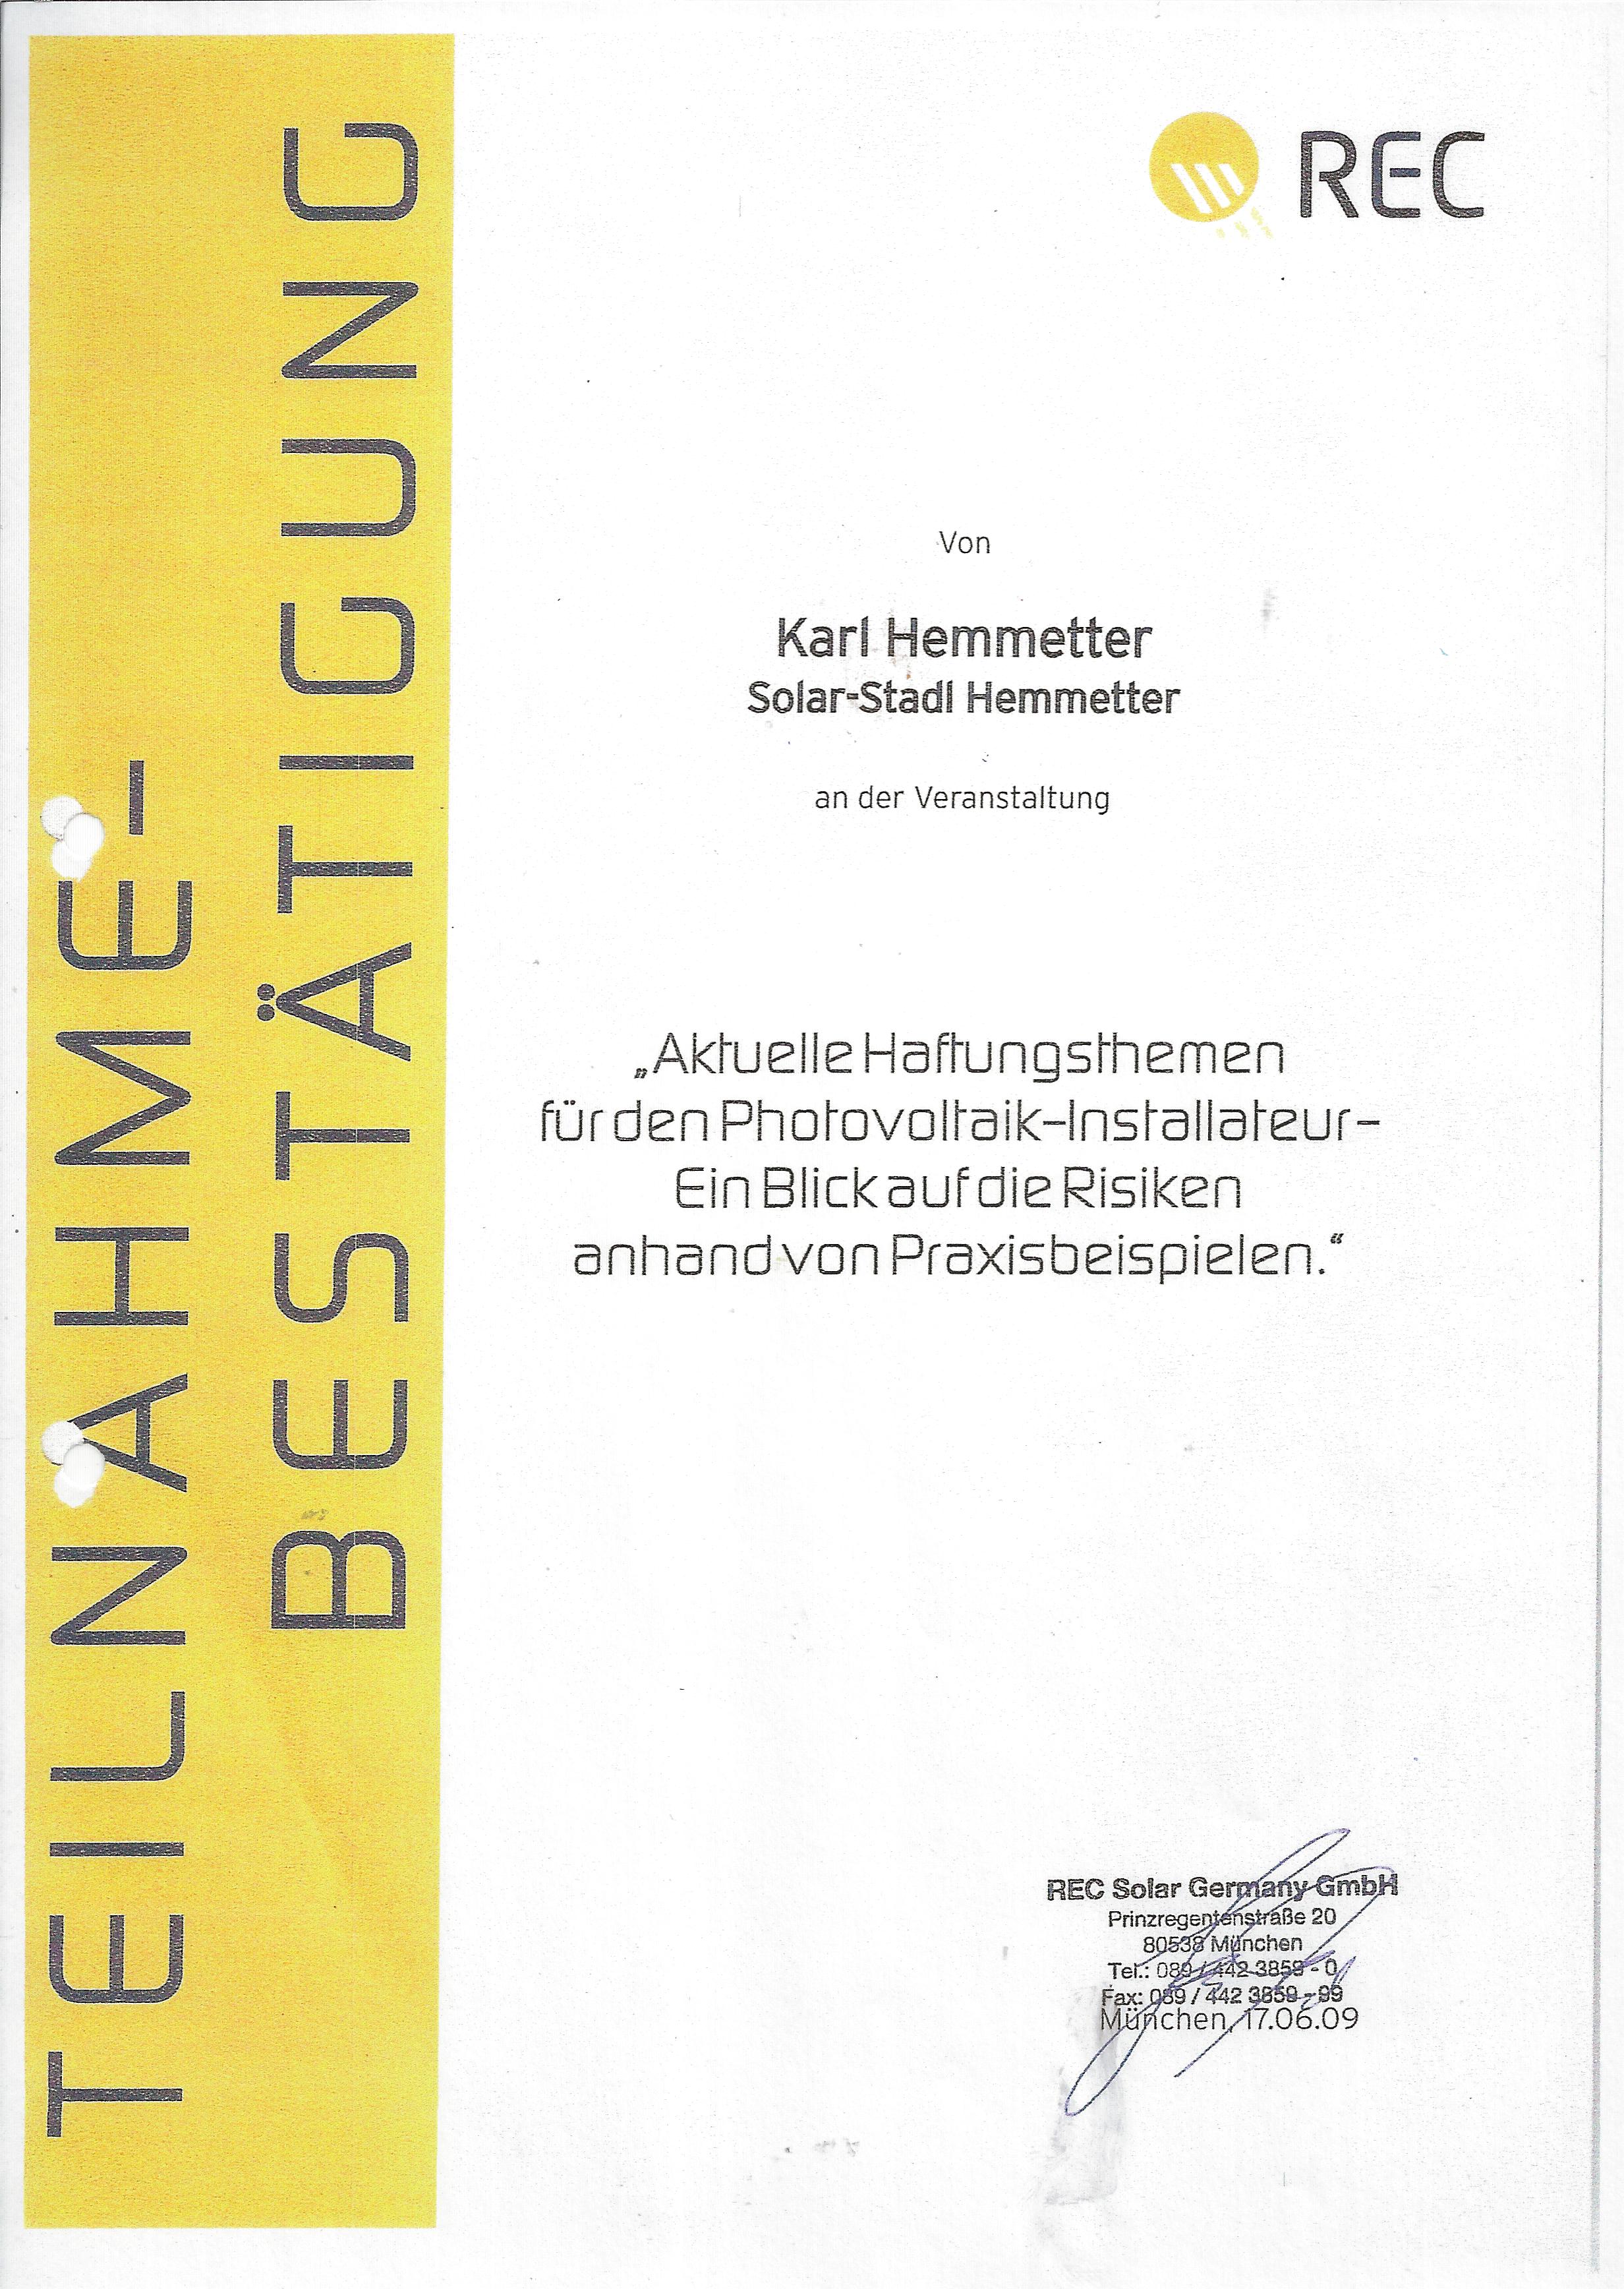 TEILNAHME-
BESTÄTIGUNG
REC
Von
Karl Hemmetter
Solar-Stadl Hemmetter
an der Veranstaltung
„Aktuelle Haftungsthemen
für den Photovoltaik-Installateur-
Ein Blick auf die Risiken
anhand von Praxisbeispielen.“
REC Solar Germany GmbH
Prinzregentenstraße 20
80538 München
Tel.: 089 / 442 3859 - 0
Fax: 089 / 442 3859 - 99
München, 17.06.09